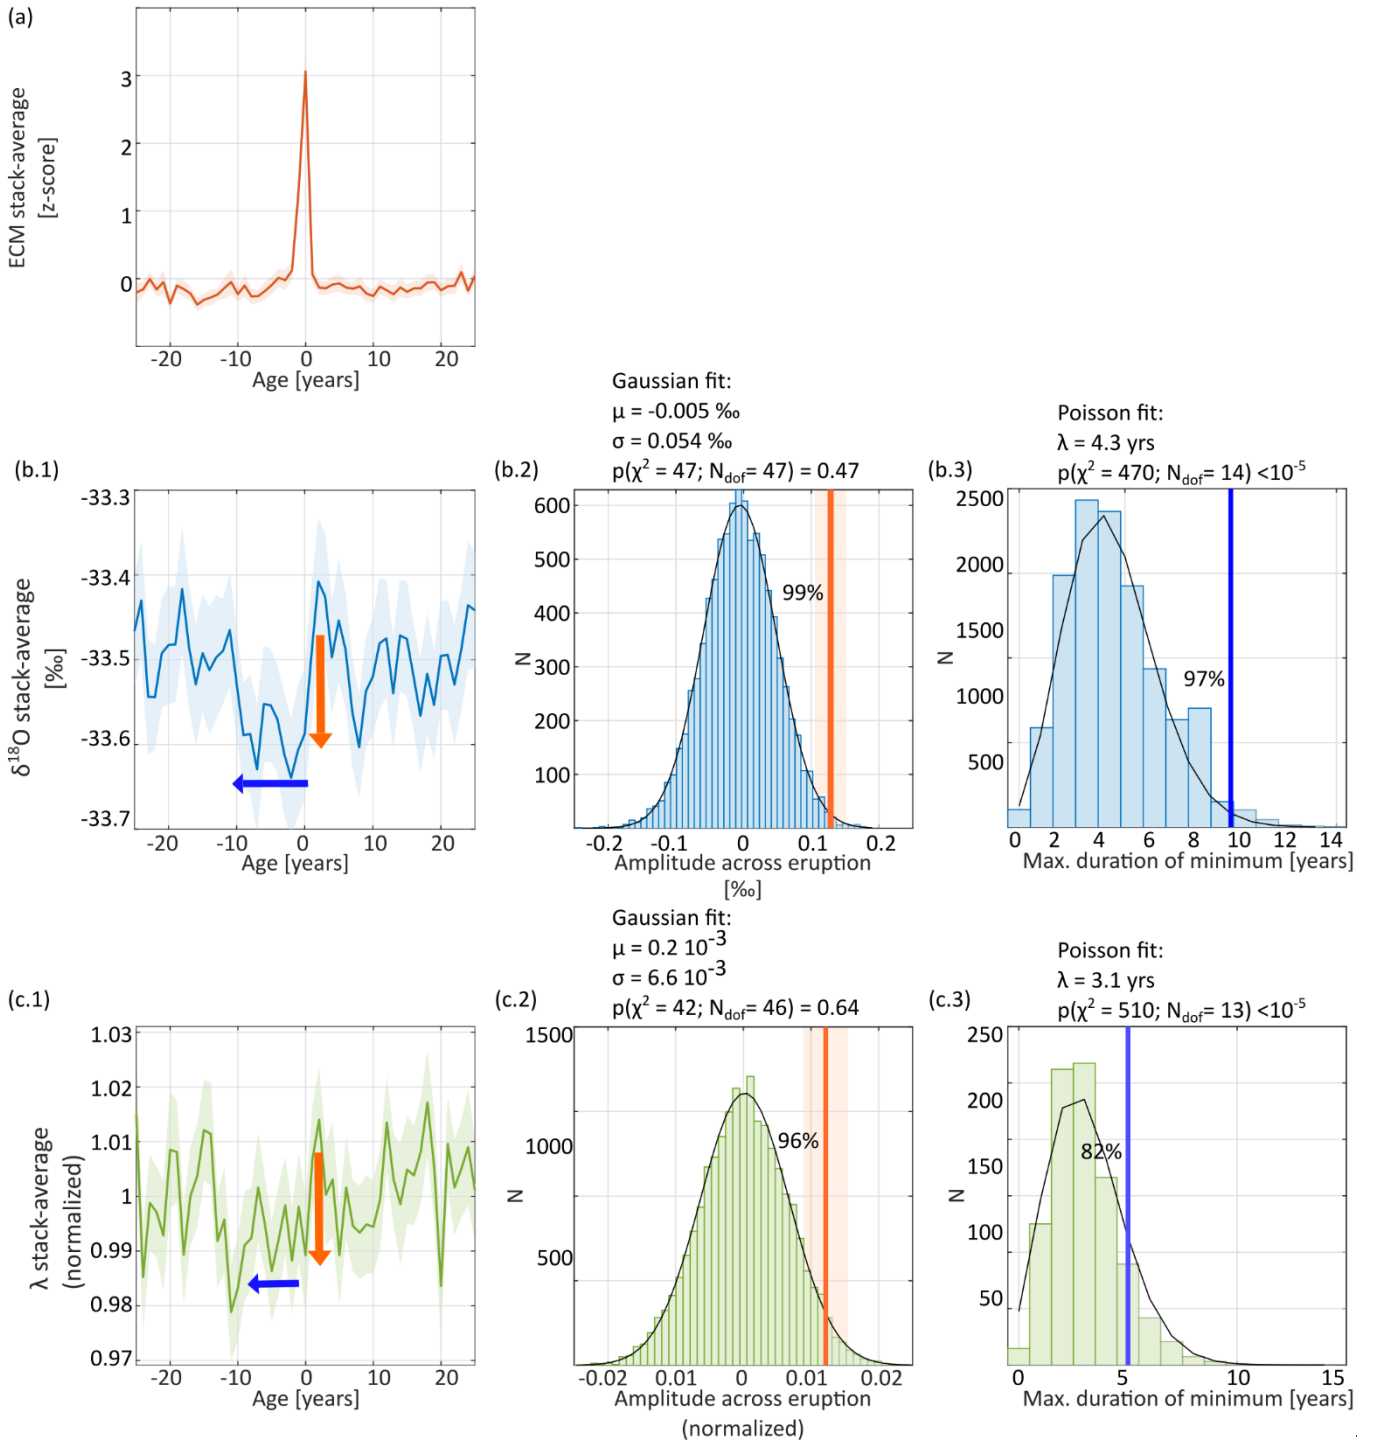 (a)
ECM stack-average
[z-score]
3
2
1
0
-20 -10 0 10 20
Age [years]
(b.1)
δ18O stack-average
[‰]
-33.3
-33.4
-33.5
-33.6
-33.7
-20 -10 0 10 20
Age [years]
Gaussian fit:
μ = -0.005 ‰
σ = 0.054 ‰
(b.2)
p(χ2 = 47; Ndof= 47) = 0.47
N
600
500
400
300
200
100
99%
-0.2 -0.1 0 0.1 0.2
Amplitude across eruption
[‰]
Poisson fit:
λ = 4.3 yrs
(b.3)
p(χ2 = 470; Ndof= 14) <10-5
N
2500
2000
1500
1000
500
97%
0 2 4 6 8 10 12 14
Max. duration of minimum [years]
(c.1)
λ stack-average
(normalized)
1.03
1.02
1.01
1
0.99
0.98
0.97
-20 -10 0 10 20
Age [years]
Gaussian fit:
μ = 0.2 10-3
σ = 6.6 10-3
(c.2)
p(χ2 = 42; Ndof= 46) = 0.64
N
1500
1000
500
96%
-0.02 0.01 0 0.01 0.02
Amplitude across eruption
(normalized)
Poisson fit:
λ = 3.1 yrs
(c.3)
p(χ2 = 510; Ndof= 13) <10-5
N
250
200
150
100
50
82%
0 5 10 15
Max. duration of minimum [years]